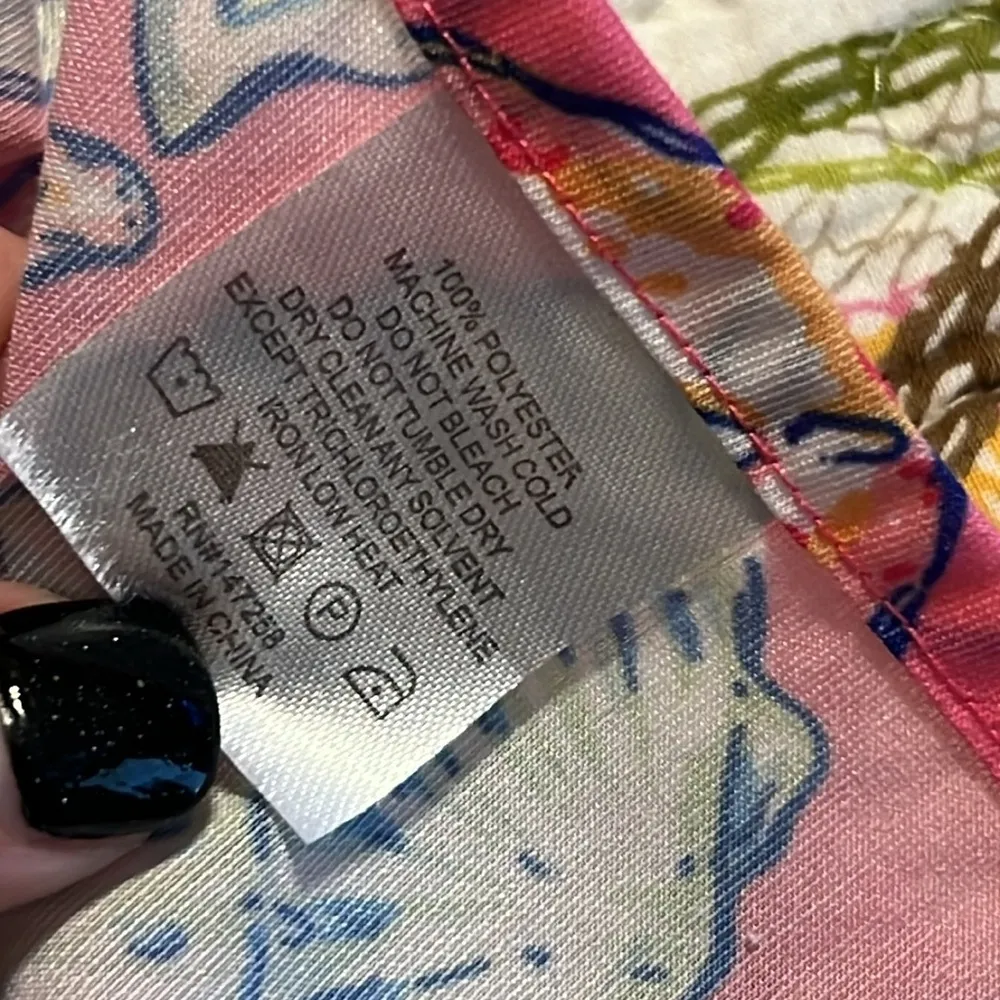 100% POLYESTER
MACHINE WASH COLD
DO NOT BLEACH
DO NOT TUMBLE DRY
DRY CLEAN ANY SOLVENT
EXCEPT TRICHLOROETHYLENE
IRON LOW HEAT
P
RN#147258
MADE IN CHINA